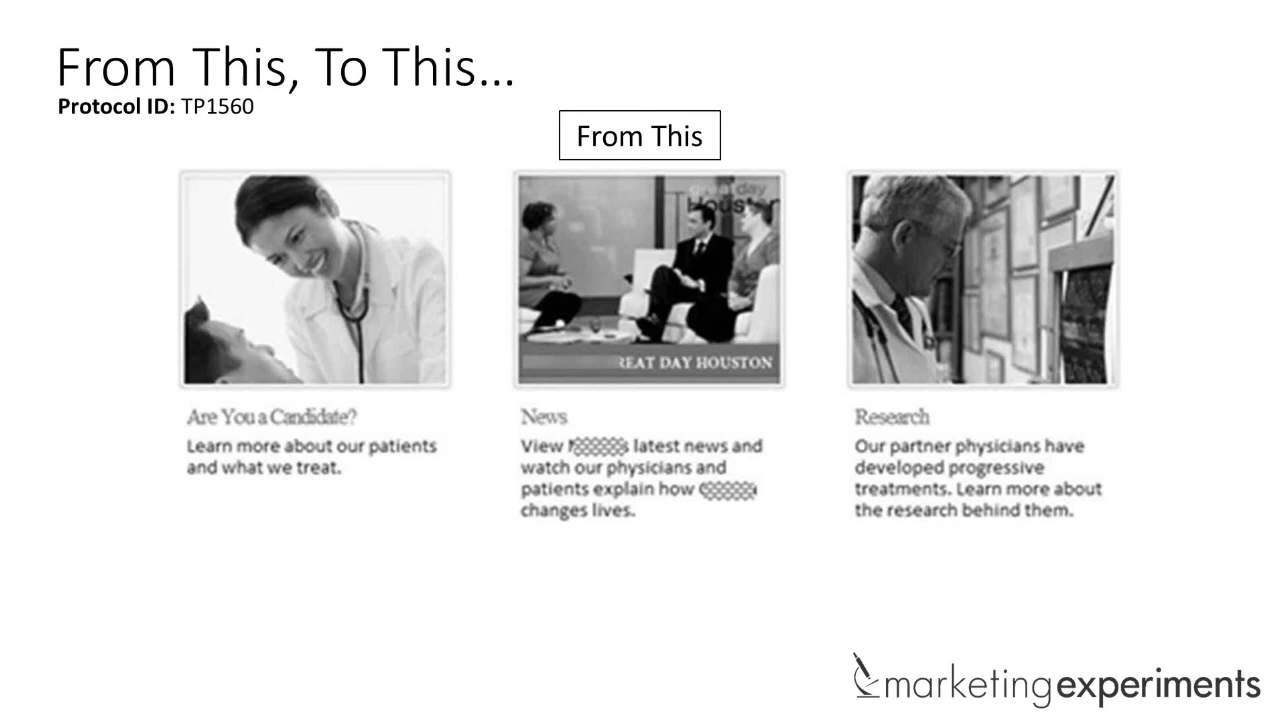 From This, To This...
Protocol ID: TP1560
From This
day
Houston
REAT DAY HOUSTON
Are You a Candidate?
Learn more about our patients
and what we treat.
News
View latest news and
watch our physicians and
patients explain how
changes lives.
Research
Our partner physicians have
developed progressive
treatments. Learn more about
the research behind them.
marketingexperiments